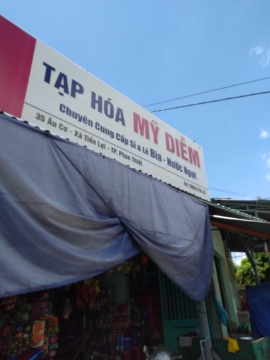 TẠP HÓA MỸ DIỄM
Chuyên Cung Cấp Sỉ & Lẻ Bia - Nước Ngọt
35 Âu Cơ - Xã Tiến Lợi - TP. Phan Thiết